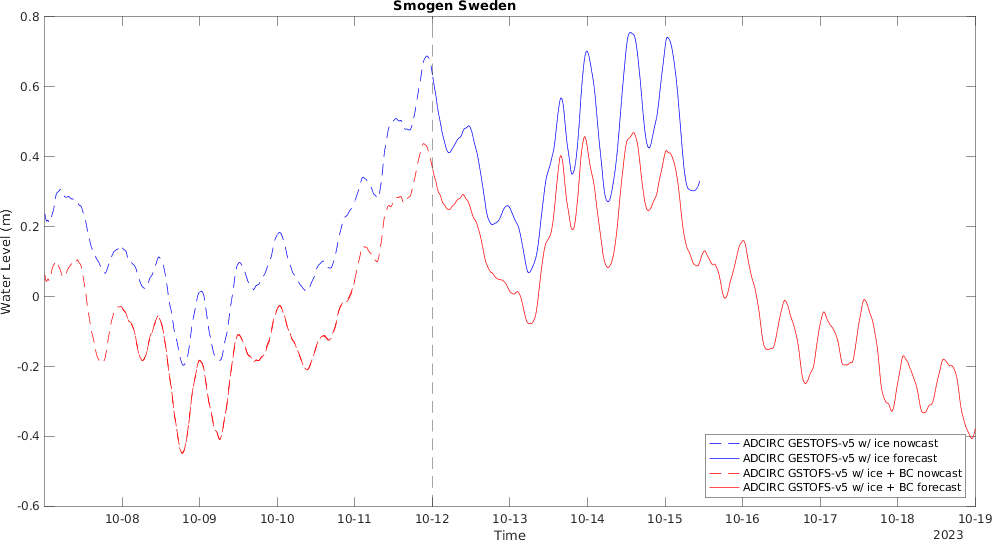 Smogen Sweden
0.8
0.6
0.4
0.2
0
-0.2
-0.4
-0.6
Water Level (m)
ADCIRC GESTOFS-v5 w/ ice nowcast
ADCIRC GESTOFS-v5 w/ ice forecast
ADCIRC GSTOFS-v5 w/ ice + BC nowcast
ADCIRC GSTOFS-v5 w/ ice + BC forecast
10-08 10-09 10-10 10-11 10-12 10-13 10-14 10-15 10-16 10-17 10-18 10-19
Time
2023